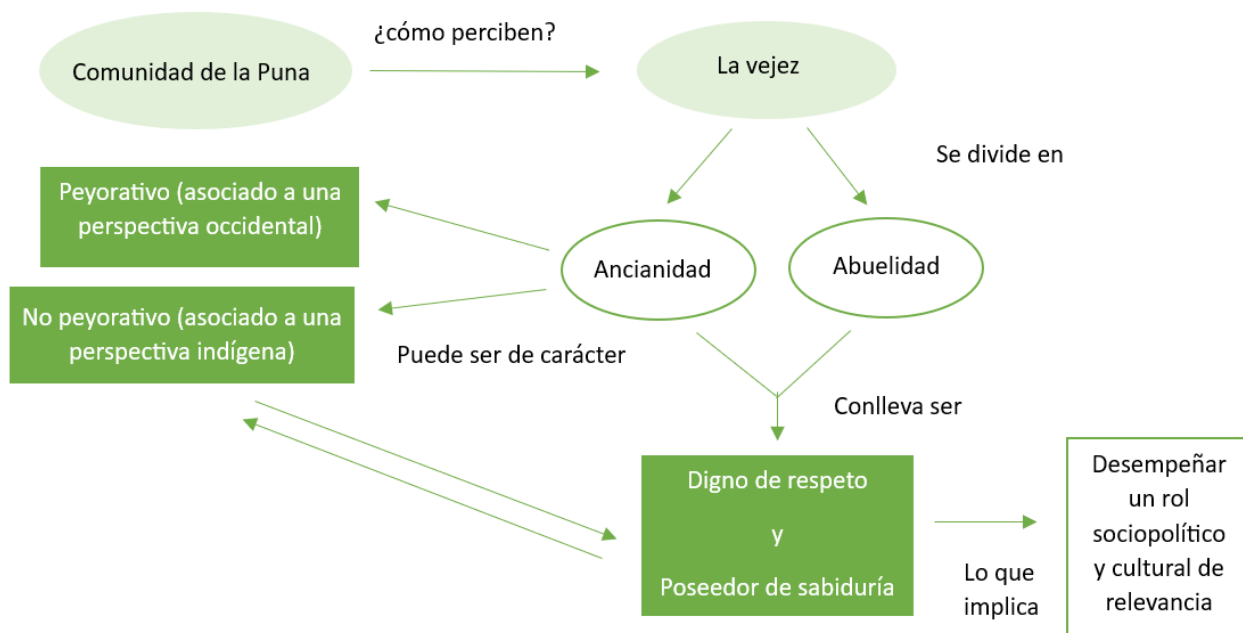 ¿cómo perciben?
Comunidad de la Puna
La vejez
Se divide en
Peyorativo (asociado a una
perspectiva occidental)
Ancianidad
Abuelidad
No peyorativo (asociado a una
perspectiva indígena)
Puede ser de carácter
Conlleva ser
Digno de respeto
y
Poseedor de sabiduría
Lo que
implica
Desempeñar
un rol
sociopolítico
y cultural de
relevancia